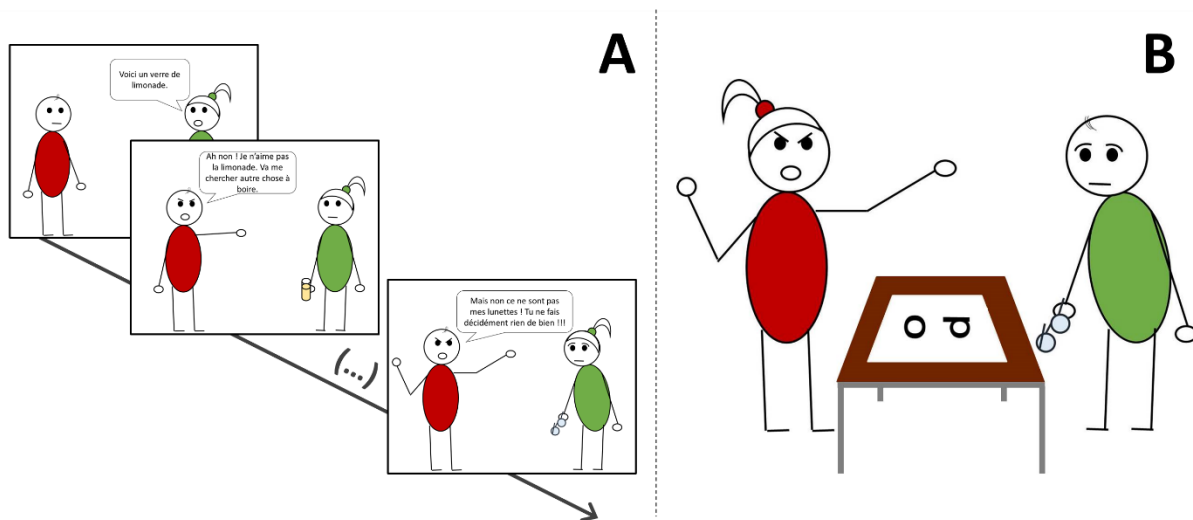 A
Voici un verre de
limonade.
Ah non ! Je n'aime pas
la limonade. Va me
chercher autre chose à
boire.
(...)
Mais non ce ne sont pas
mes lunettes ! Tu ne fais
décidément rien de bien !!!
B
o d